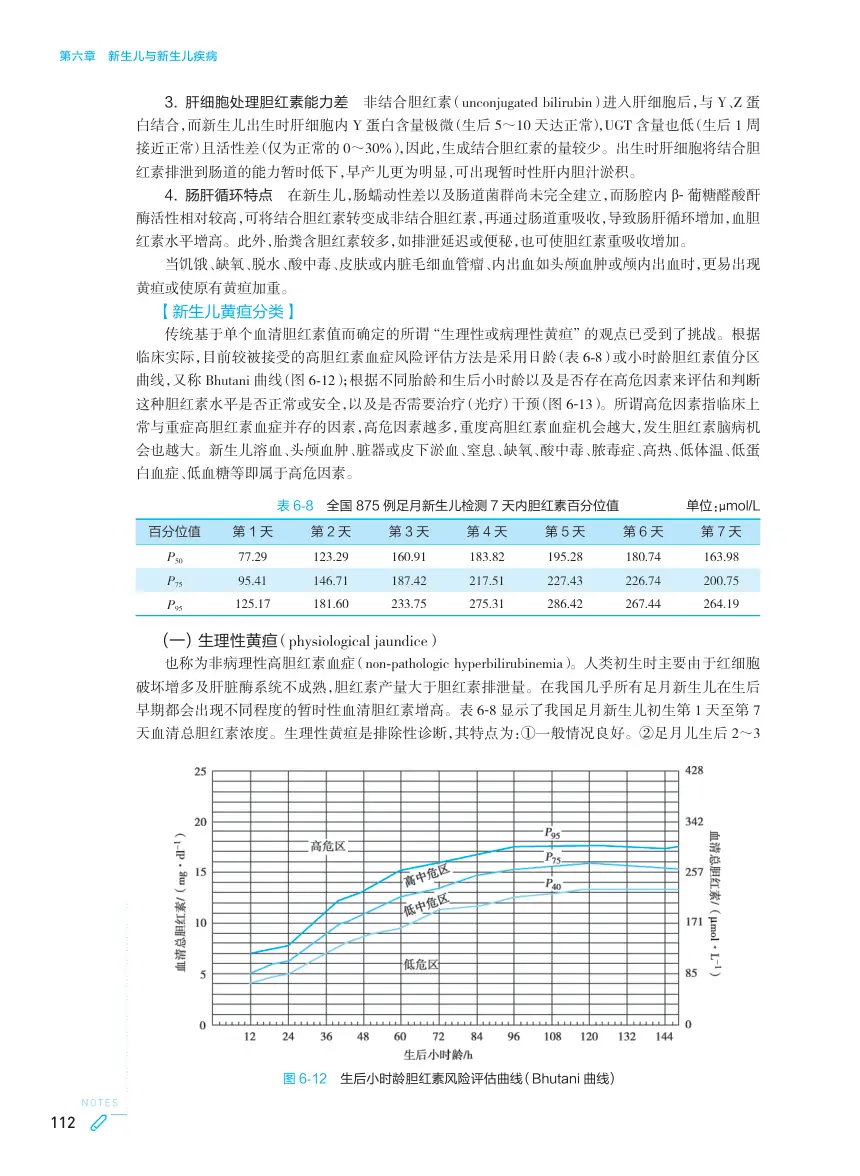 第六章 新生儿与新生儿疾病
3. 肝细胞处理胆红素能力差 非结合胆红素(unconjugated bilirubin)进入肝细胞后,与 Y、Z 蛋
白结合,而新生儿出生时肝细胞内 Y 蛋白含量极微(生后 5～10 天达正常),UGT 含量也低(生后 1 周
接近正常)且活性差(仅为正常的 0～30%),因此,生成结合胆红素的量较少。出生时肝细胞将结合胆
红素排泄到肠道的能力暂时低下,早产儿更为明显,可出现暂时性肝内胆汁淤积。
4. 肠肝循环特点 在新生儿,肠蠕动性差以及肠道菌群尚未完全建立,而肠腔内 β- 葡糖醛酸酐
酶活性相对较高,可将结合胆红素转变成非结合胆红素,再通过肠道重吸收,导致肠肝循环增加,血胆
红素水平增高。此外,胎粪含胆红素较多,如排泄延迟或便秘,也可使胆红素重吸收增加。
当饥饿、缺氧、脱水、酸中毒、皮肤或内脏毛细血管瘤、内出血如头颅血肿或颅内出血时,更易出现
黄疸或使原有黄疸加重。
【新生儿黄疸分类】
传统基于单个血清胆红素值而确定的所谓“生理性或病理性黄疸”的观点已受到了挑战。根据
临床实际,目前较被接受的高胆红素血症风险评估方法是采用日龄(表 6-8)或小时龄胆红素值分区
曲线,又称 Bhutani 曲线(图 6-12);根据不同胎龄和生后小时龄以及是否存在高危因素来评估和判断
这种胆红素水平是否正常或安全,以及是否需要治疗(光疗)干预(图 6-13)。所谓高危因素指临床上
常与重症高胆红素血症并存的因素,高危因素越多,重度高胆红素血症机会越大,发生胆红素脑病机
会也越大。新生儿溶血、头颅血肿、脏器或皮下淤血、窒息、缺氧、酸中毒、脓毒症、高热、低体温、低蛋
白血症、低血糖等即属于高危因素。
表 6-8 全国 875 例足月新生儿检测 7 天内胆红素百分位值 单位:μmol/L
百分位值 第 1 天 第 2 天 第 3 天 第 4 天 第 5 天 第 6 天 第 7 天
P50 77.29 123.29 160.91 183.82 195.28 180.74 163.98
P75 95.41 146.71 187.42 217.51 227.43 226.74 200.75
P95 125.17 181.60 233.75 275.31 286.42 267.44 264.19
(一)生理性黄疸(physiological jaundice)
也称为非病理性高胆红素血症(non-pathologic hyperbilirubinemia)。人类初生时主要由于红细胞
破坏增多及肝脏酶系统不成熟,胆红素产量大于胆红素排泄量。在我国几乎所有足月新生儿在生后
早期都会出现不同程度的暂时性血清胆红素增高。表 6-8 显示了我国足月新生儿初生第 1 天至第 7
天血清总胆红素浓度。生理性黄疸是排除性诊断,其特点为:①一般情况良好。②足月儿生后 2～3
25 428
20 342
15 257
10 171
5 85
0 0
血清总胆红素/(mg·dl⁻¹)
血清总胆红素/(μmol·L⁻¹)
P95
高危区
P75
高中危区
P40
低中危区
低危区
12 24 36 48 60 72 84 96 108 120 132 144
生后小时龄/h
图 6-12 生后小时龄胆红素风险评估曲线(Bhutani 曲线)
NOTES
112